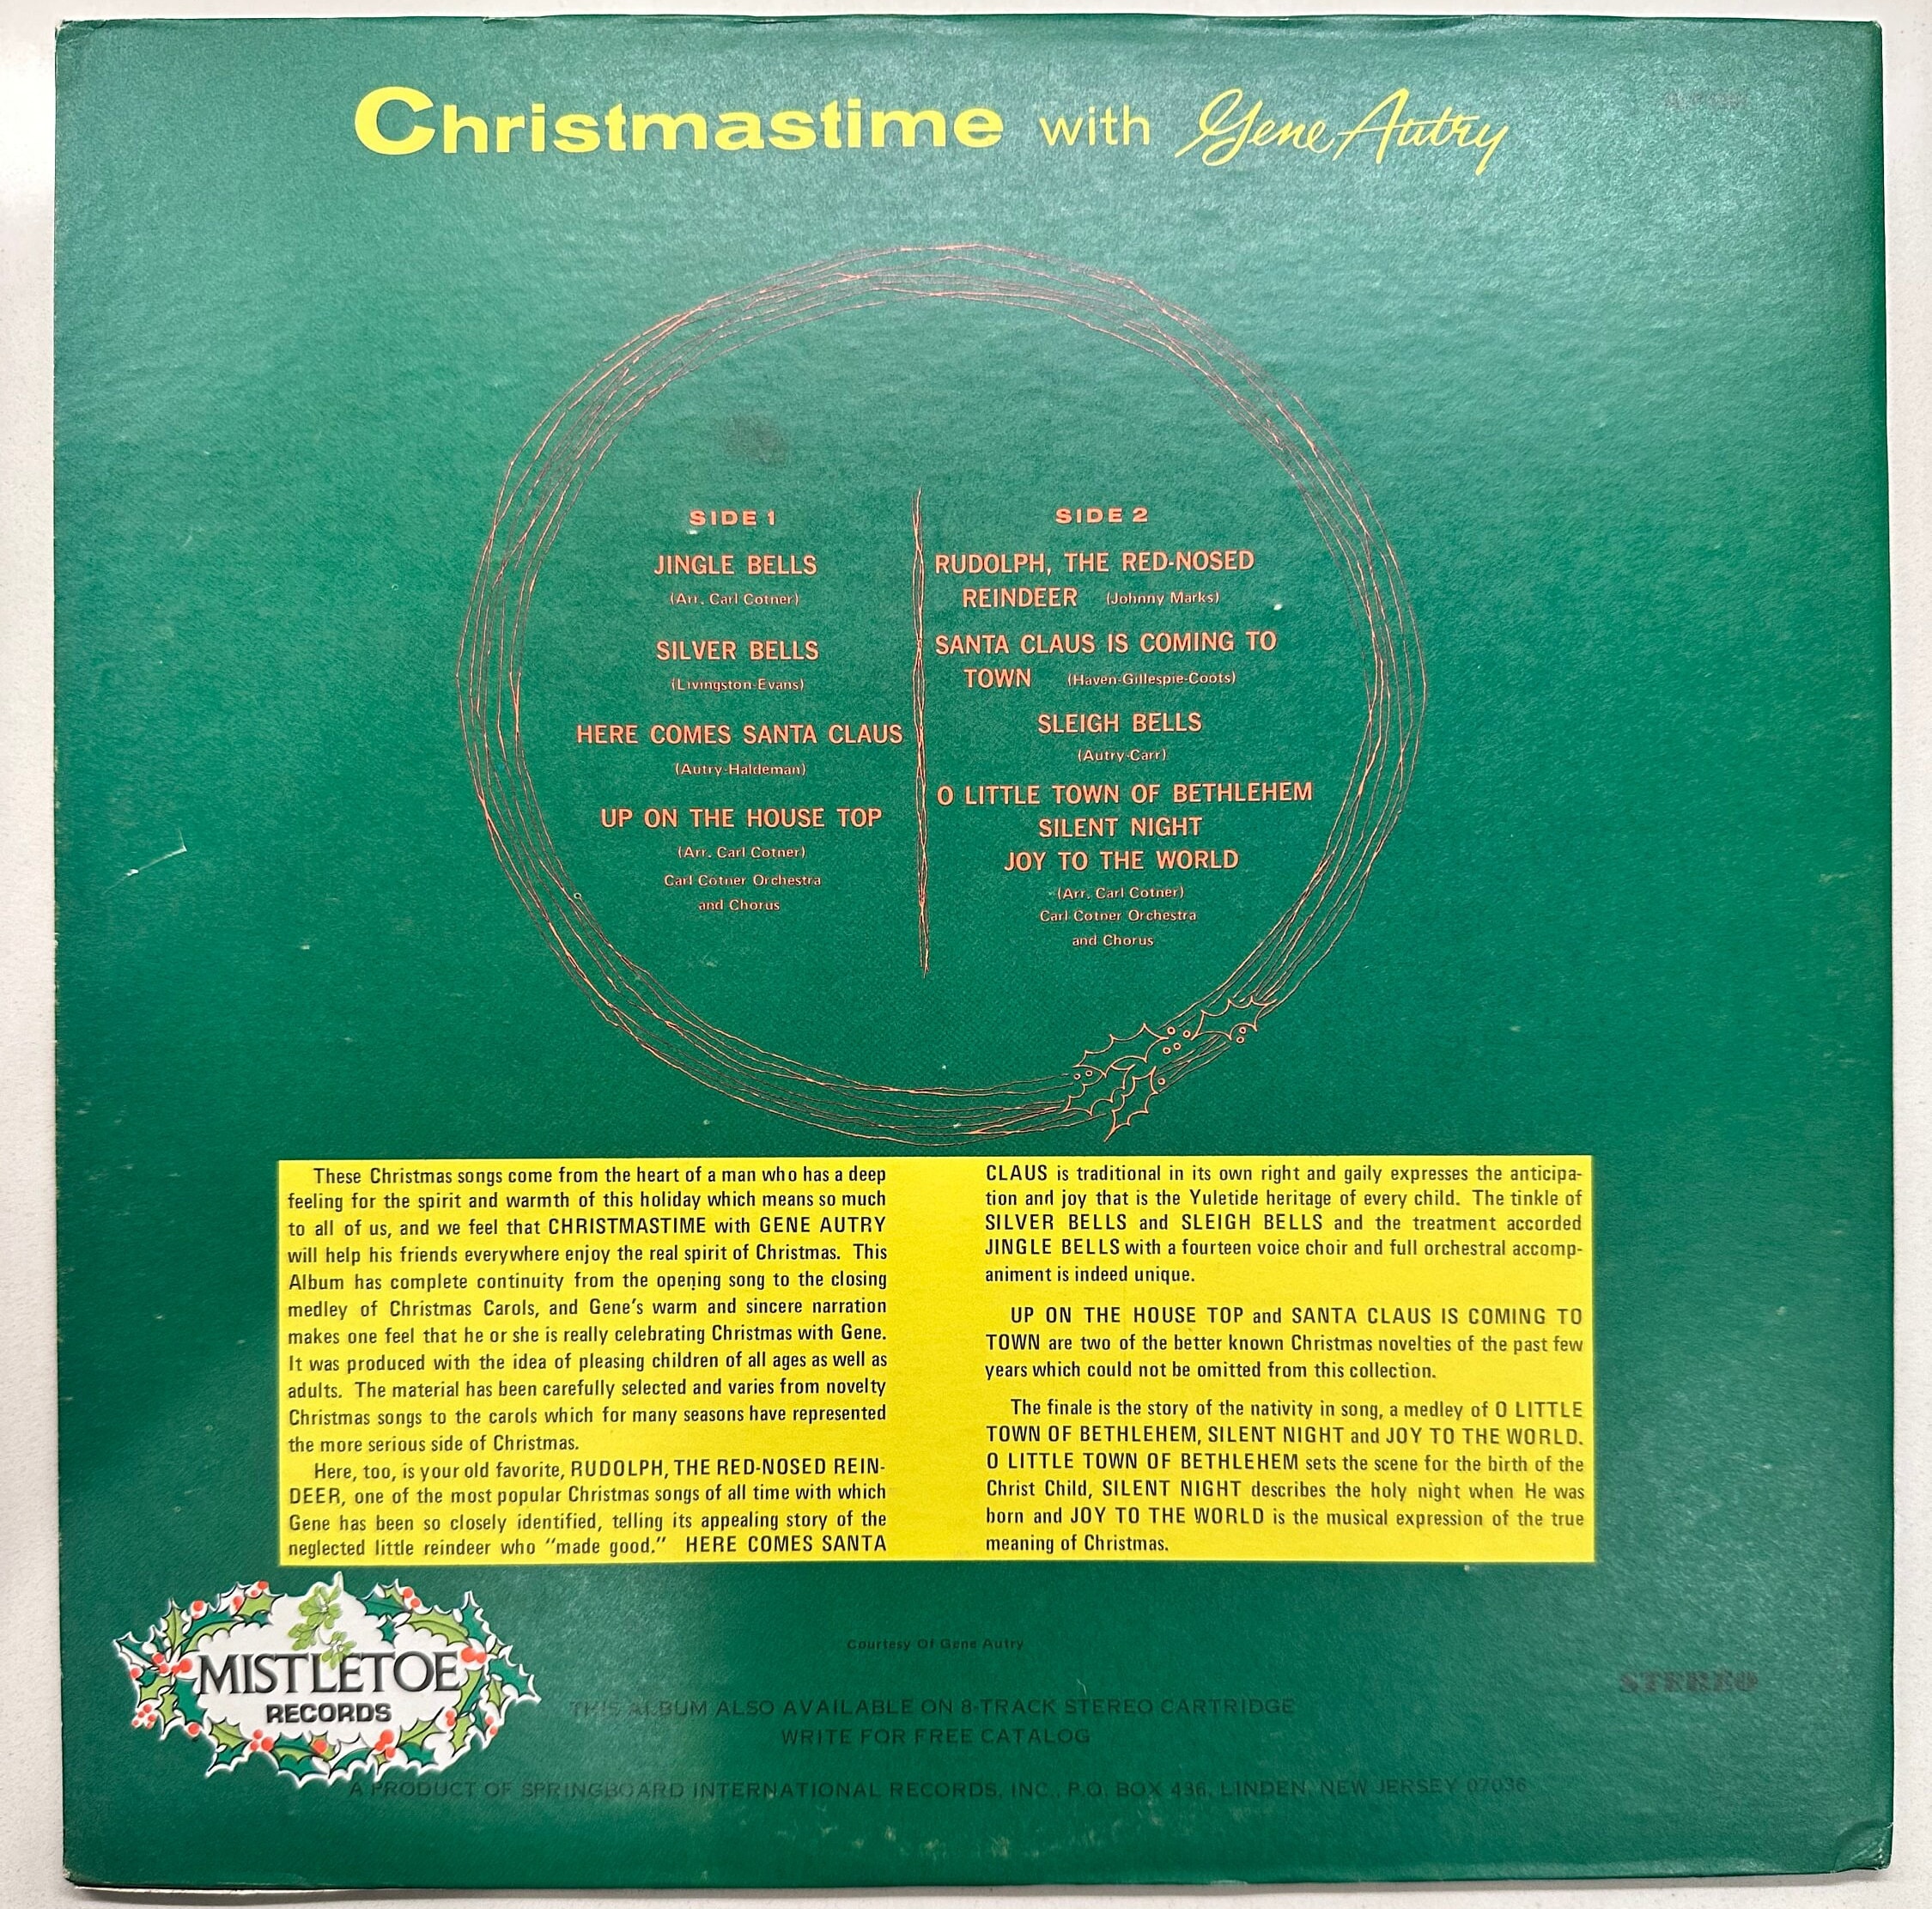 Christmastime with Gene Autry
SIDE 1
JINGLE BELLS
(Arr. Carl Cotner)
SILVER BELLS
(Livingston-Evans)
HERE COMES SANTA CLAUS
(Autry-Haldeman)
UP ON THE HOUSE TOP
(Arr. Carl Cotner)
Carl Cotner Orchestra
and Chorus
SIDE 2
RUDOLPH, THE RED-NOSED
REINDEER (Johnny Marks)
SANTA CLAUS IS COMING TO
TOWN (Haven-Gillespie-Coots)
SLEIGH BELLS
(Autry-Carr)
O LITTLE TOWN OF BETHLEHEM
SILENT NIGHT
JOY TO THE WORLD
(Arr. Carl Cotner)
Carl Cotner Orchestra
and Chorus
These Christmas songs come from the heart of a man who has a deep
feeling for the spirit and warmth of this holiday which means so much
to all of us, and we feel that CHRISTMASTIME with GENE AUTRY
will help his friends everywhere enjoy the real spirit of Christmas. This
Album has complete continuity from the opening song to the closing
medley of Christmas Carols, and Gene's warm and sincere narration
makes one feel that he or she is really celebrating Christmas with Gene.
It was produced with the idea of pleasing children of all ages as well as
adults. The material has been carefully selected and varies from novelty
Christmas songs to the carols which for many seasons have represented
the more serious side of Christmas.
Here, too, is your old favorite, RUDOLPH, THE RED-NOSED REIN-
DEER, one of the most popular Christmas songs of all time with which
Gene has been so closely identified, telling its appealing story of the
neglected little reindeer who "made good." HERE COMES SANTA
CLAUS is traditional in its own right and gaily expresses the anticipa-
tion and joy that is the Yuletide heritage of every child. The tinkle of
SILVER BELLS and SLEIGH BELLS and the treatment accorded
JINGLE BELLS with a fourteen voice choir and full orchestral accomp-
animent is indeed unique.
UP ON THE HOUSE TOP and SANTA CLAUS IS COMING TO
TOWN are two of the better known Christmas novelties of the past few
years which could not be omitted from this collection.
The finale is the story of the nativity in song, a medley of O LITTLE
TOWN OF BETHLEHEM, SILENT NIGHT and JOY TO THE WORLD.
O LITTLE TOWN OF BETHLEHEM sets the scene for the birth of the
Christ Child, SILENT NIGHT describes the holy night when He was
born and JOY TO THE WORLD is the musical expression of the true
meaning of Christmas.
MISTLETOE
RECORDS
Courtesy Of Gene Autry
STEREO
THIS ALBUM ALSO AVAILABLE ON 8-TRACK STEREO CARTRIDGE
WRITE FOR FREE CATALOG
A PRODUCT OF SPRINGBOARD INTERNATIONAL RECORDS, INC., P.O. BOX 436, LINDEN, NEW JERSEY 07036